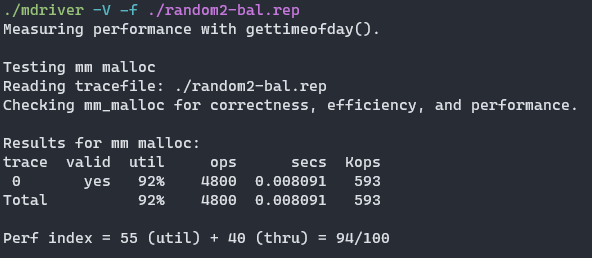 ./mdriver -V -f ./random2-bal.rep
Measuring performance with gettimeofday().
Testing mm malloc
Reading tracefile: ./random2-bal.rep
Checking mm_malloc for correctness, efficiency, and performance.
Results for mm malloc:
trace  valid  util     ops      secs  Kops
 0       yes   92%    4800  0.008091   593
Total          92%    4800  0.008091   593
Perf index = 55 (util) + 40 (thru) = 94/100